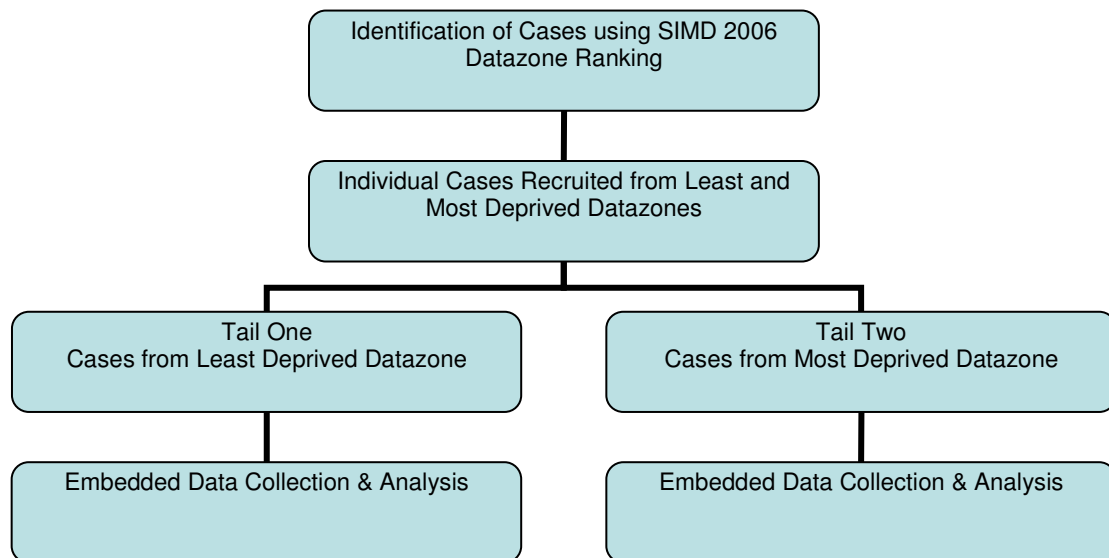 Identification of Cases using SIMD 2006
Datazone Ranking
Individual Cases Recruited from Least and
Most Deprived Datazones
Tail One
Cases from Least Deprived Datazone
Tail Two
Cases from Most Deprived Datazone
Embedded Data Collection & Analysis
Embedded Data Collection & Analysis